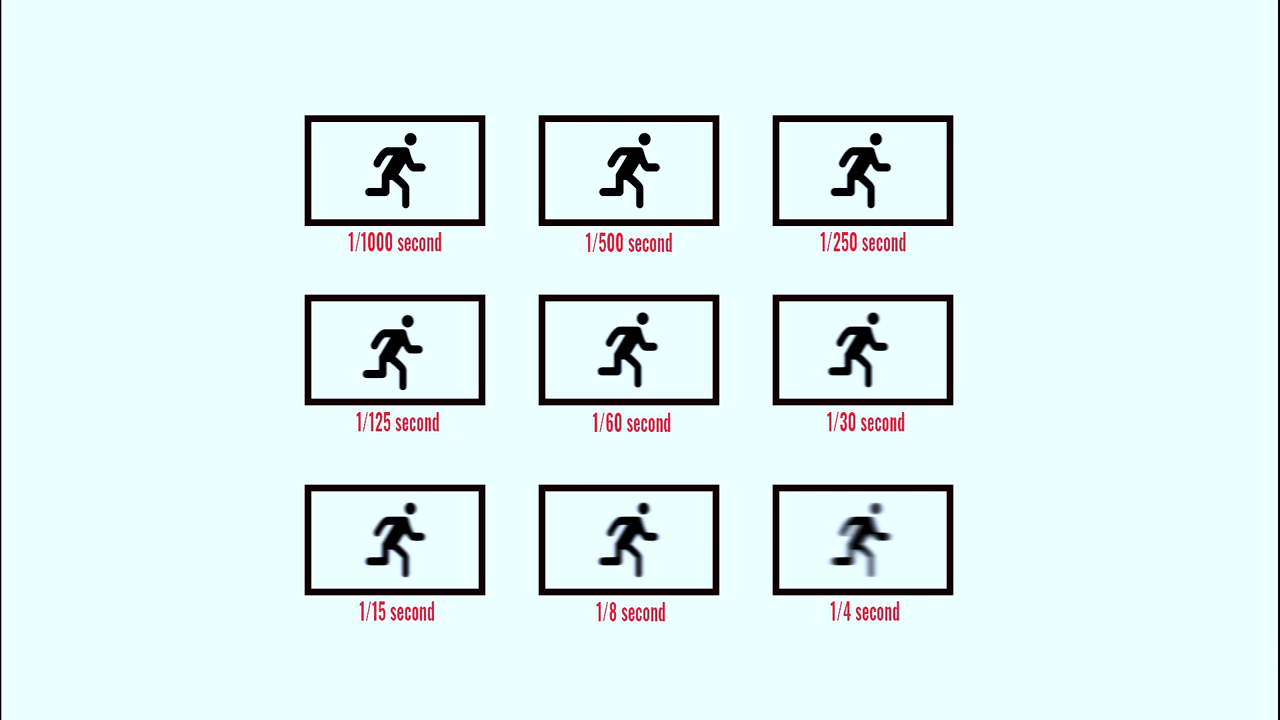 1/1000 second
1/500 second
1/250 second
1/125 second
1/60 second
1/30 second
1/15 second
1/8 second
1/4 second